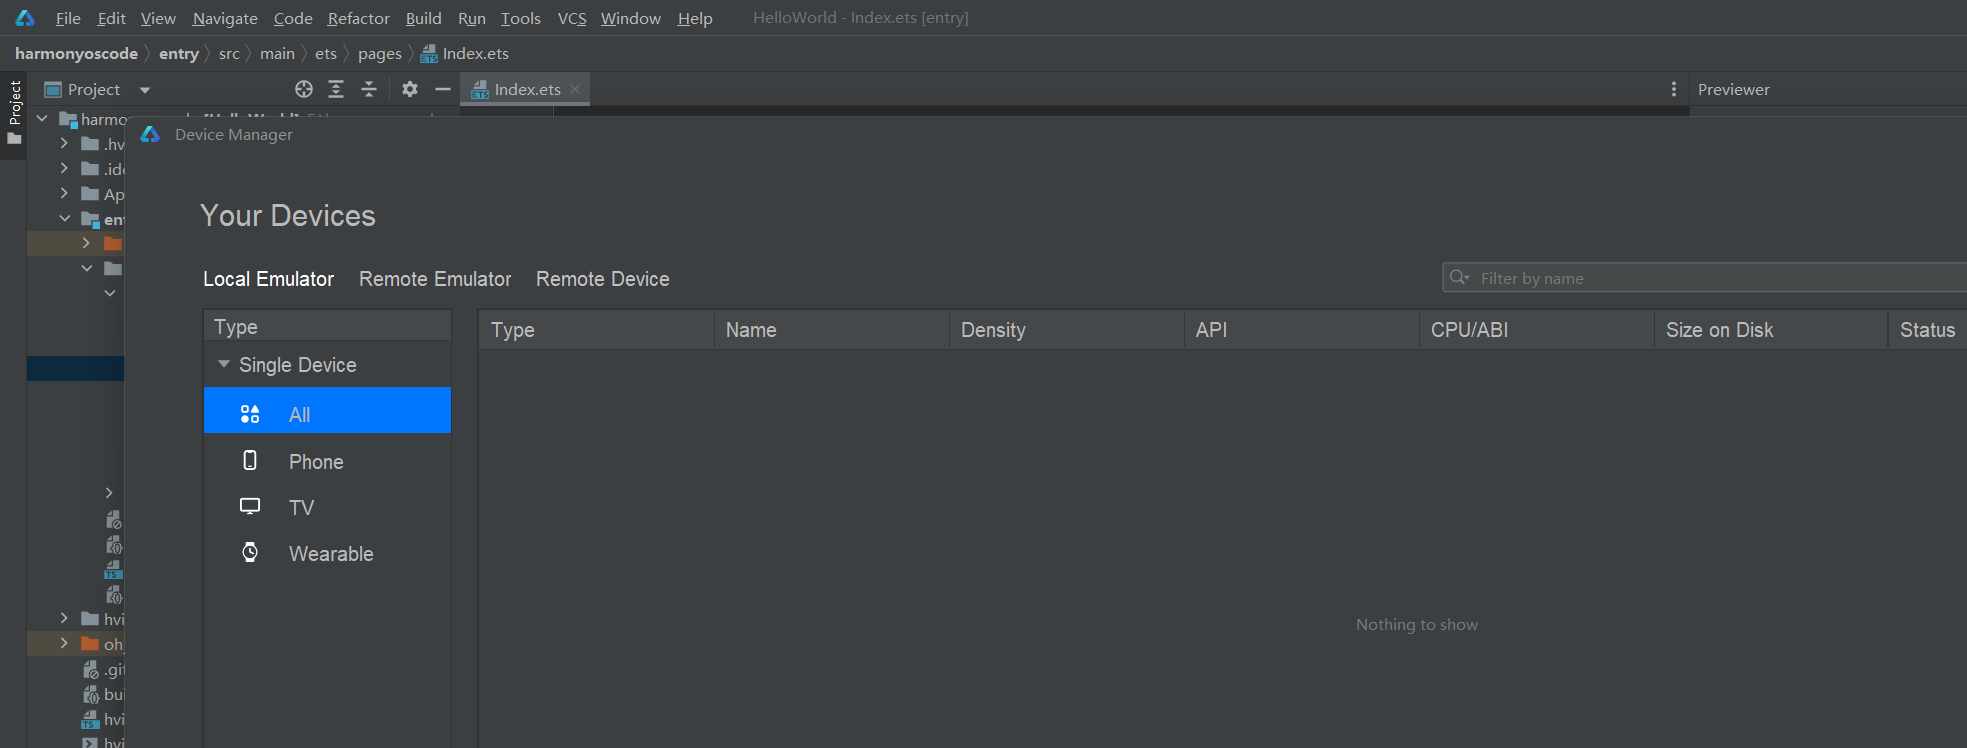 File Edit View Navigate Code Refactor Build Run Tools VCS Window Help HelloWorld - Index.ets [entry]
harmonyoscode entry src main ets pages Index.ets
Project
Project Index.ets Previewer
harmo
.hv
.ide
Ap
en
hvi
oh
.git
bui
hvi
hvi
Device Manager
Your Devices
Local Emulator Remote Emulator Remote Device Filter by name
Type
Single Device
All
Phone
TV
Wearable
Type Name Density API CPU/ABI Size on Disk Status
Nothing to show